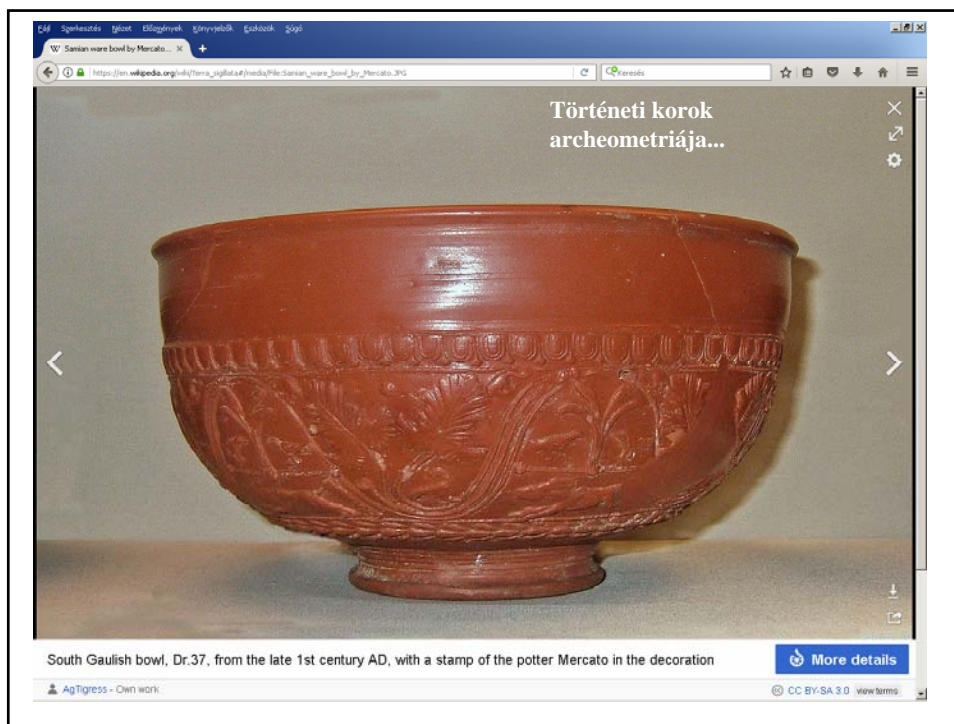 Fájl Szerkesztés Nézet Előzmények Könyvjelzők Eszközök Súgó
W Samian ware bowl by Mercato... × +
https://en.wikipedia.org/wiki/Terra_sigillata#/media/File:Samian_ware_bowl_by_Mercato.JPG
Keresés
Történeti korok
archeometriája...
South Gaulish bowl, Dr.37, from the late 1st century AD, with a stamp of the potter Mercato in the decoration
More details
AgTigress - Own work
CC BY-SA 3.0 view terms